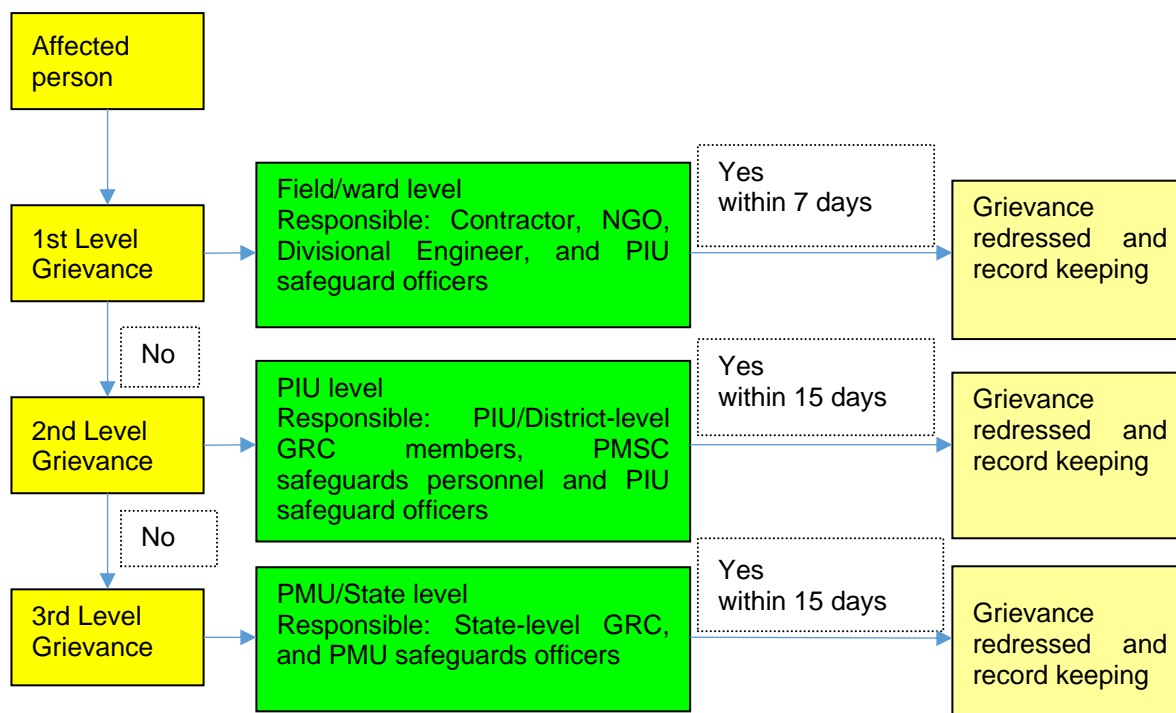 Affected
person
1st Level
Grievance
Field/ward level
Responsible: Contractor, NGO,
Divisional Engineer, and PIU
safeguard officers
Yes
within 7 days
Grievance
redressed and
record keeping
No
2nd Level
Grievance
PIU level
Responsible: PIU/District-level
GRC members, PMSC
safeguards personnel and PIU
safeguard officers
Yes
within 15 days
Grievance
redressed and
record keeping
No
3rd Level
Grievance
PMU/State level
Responsible: State-level GRC,
and PMU safeguards officers
Yes
within 15 days
Grievance
redressed and
record keeping